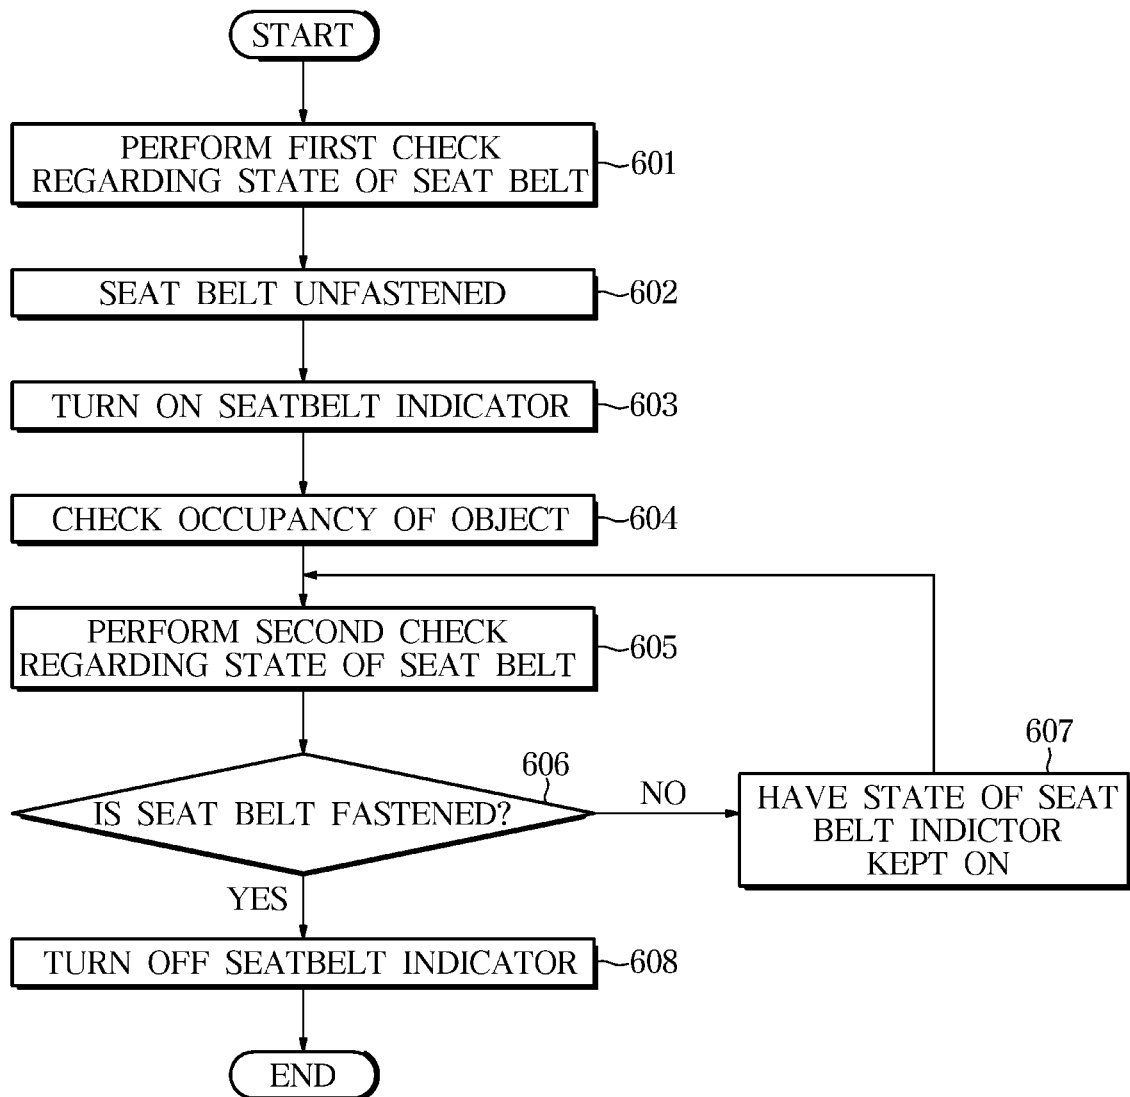 START
PERFORM FIRST CHECK
REGARDING STATE OF SEAT BELT
601
SEAT BELT UNFASTENED
602
TURN ON SEATBELT INDICATOR
603
CHECK OCCUPANCY OF OBJECT
604
PERFORM SECOND CHECK
REGARDING STATE OF SEAT BELT
605
606
IS SEAT BELT FASTENED?
NO
607
HAVE STATE OF SEAT
BELT INDICTOR
KEPT ON
YES
TURN OFF SEATBELT INDICATOR
608
END